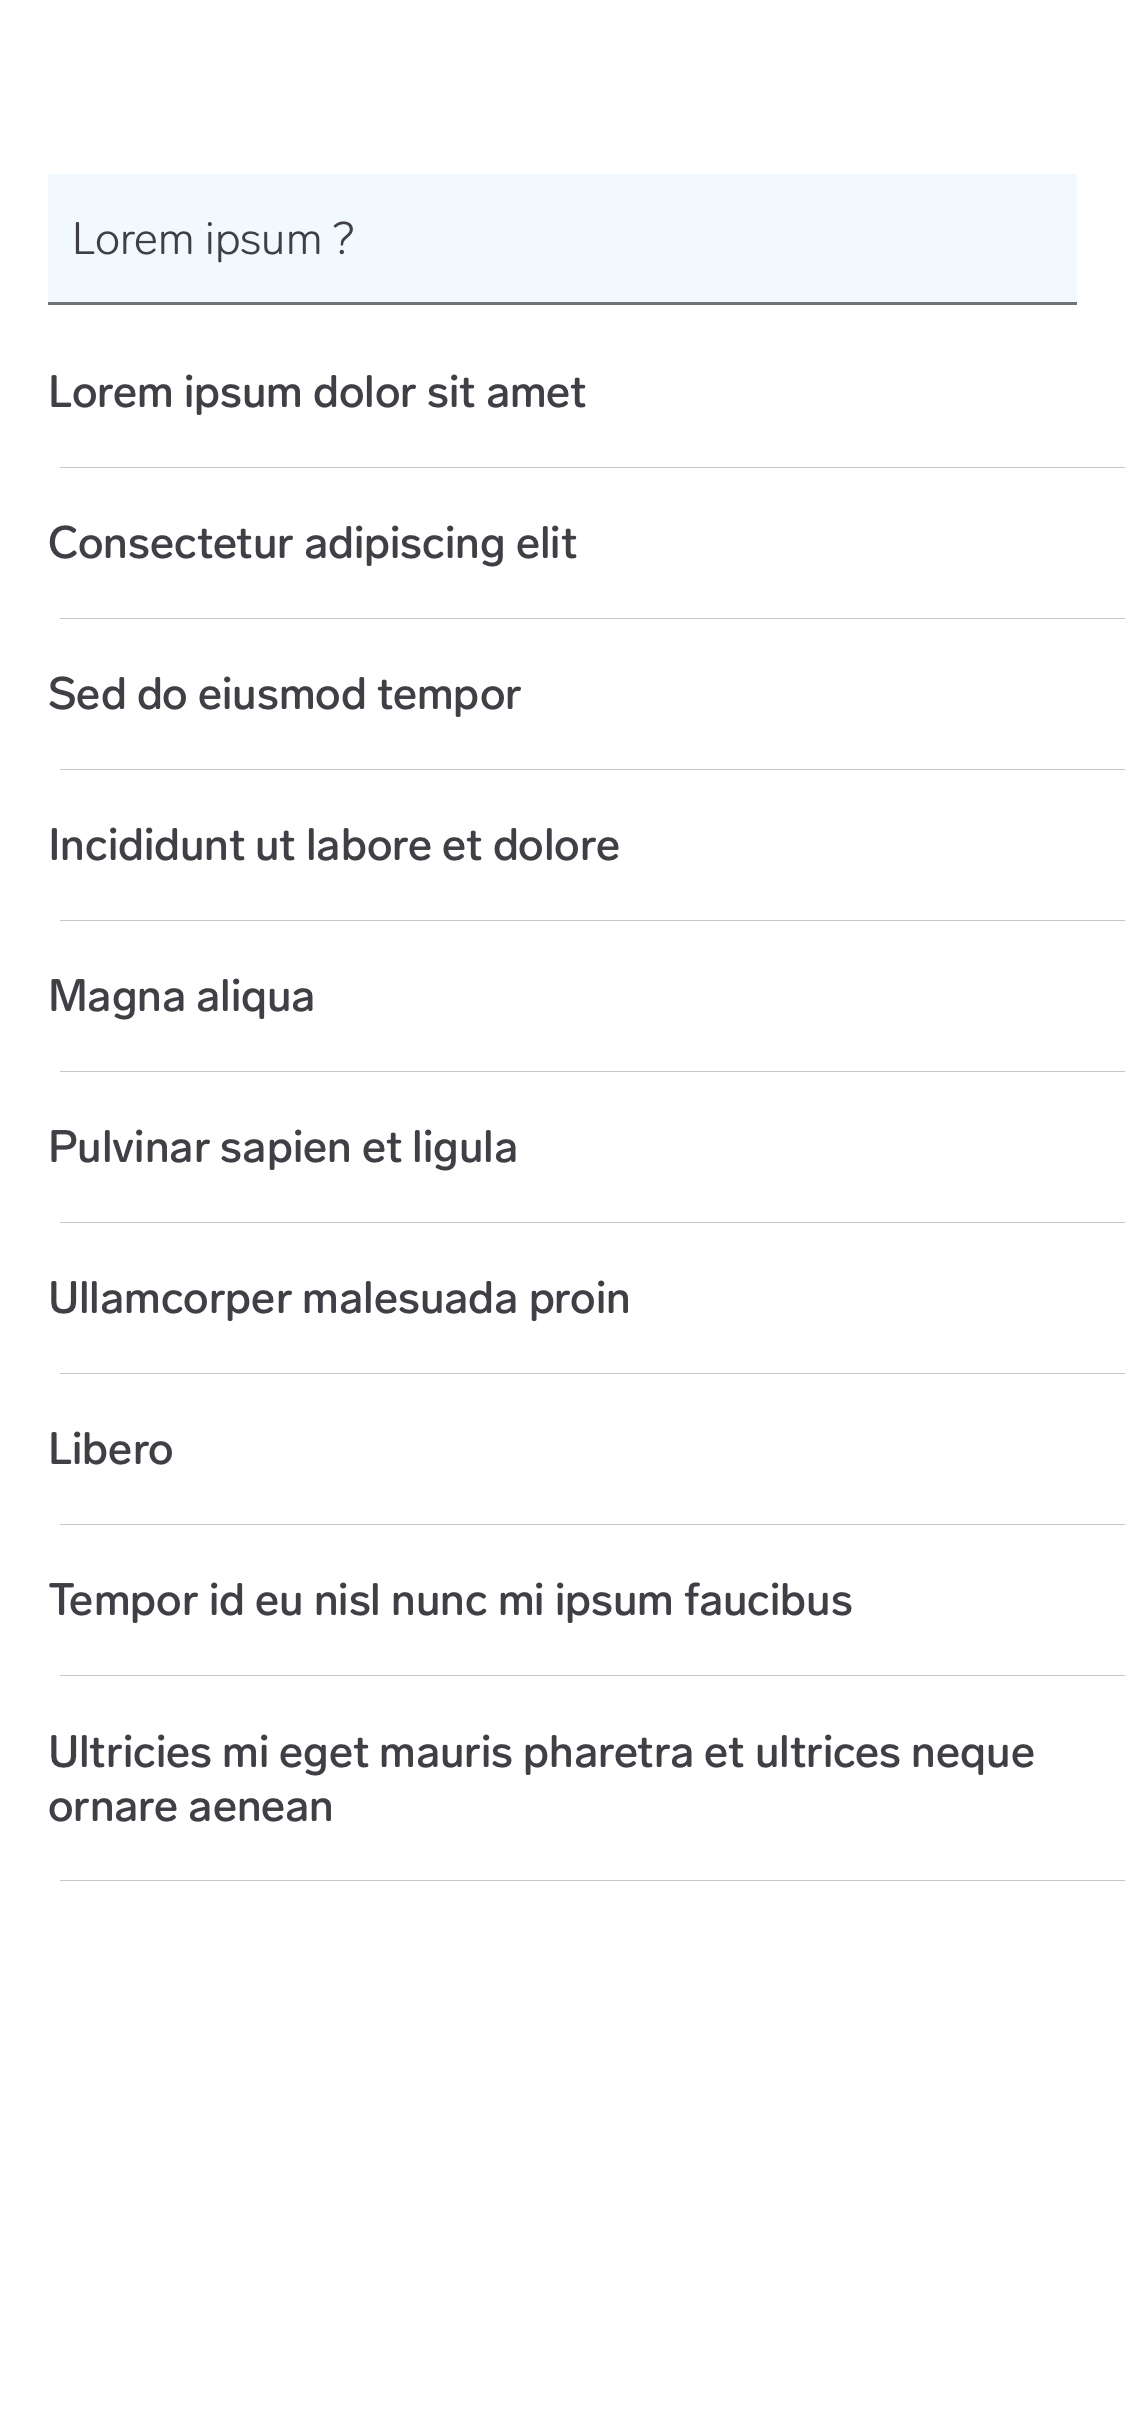 Lorem ipsum ?
Lorem ipsum dolor sit amet
Consectetur adipiscing elit
Sed do eiusmod tempor
Incididunt ut labore et dolore
Magna aliqua
Pulvinar sapien et ligula
Ullamcorper malesuada proin
Libero
Tempor id eu nisl nunc mi ipsum faucibus
Ultricies mi eget mauris pharetra et ultrices neque
ornare aenean